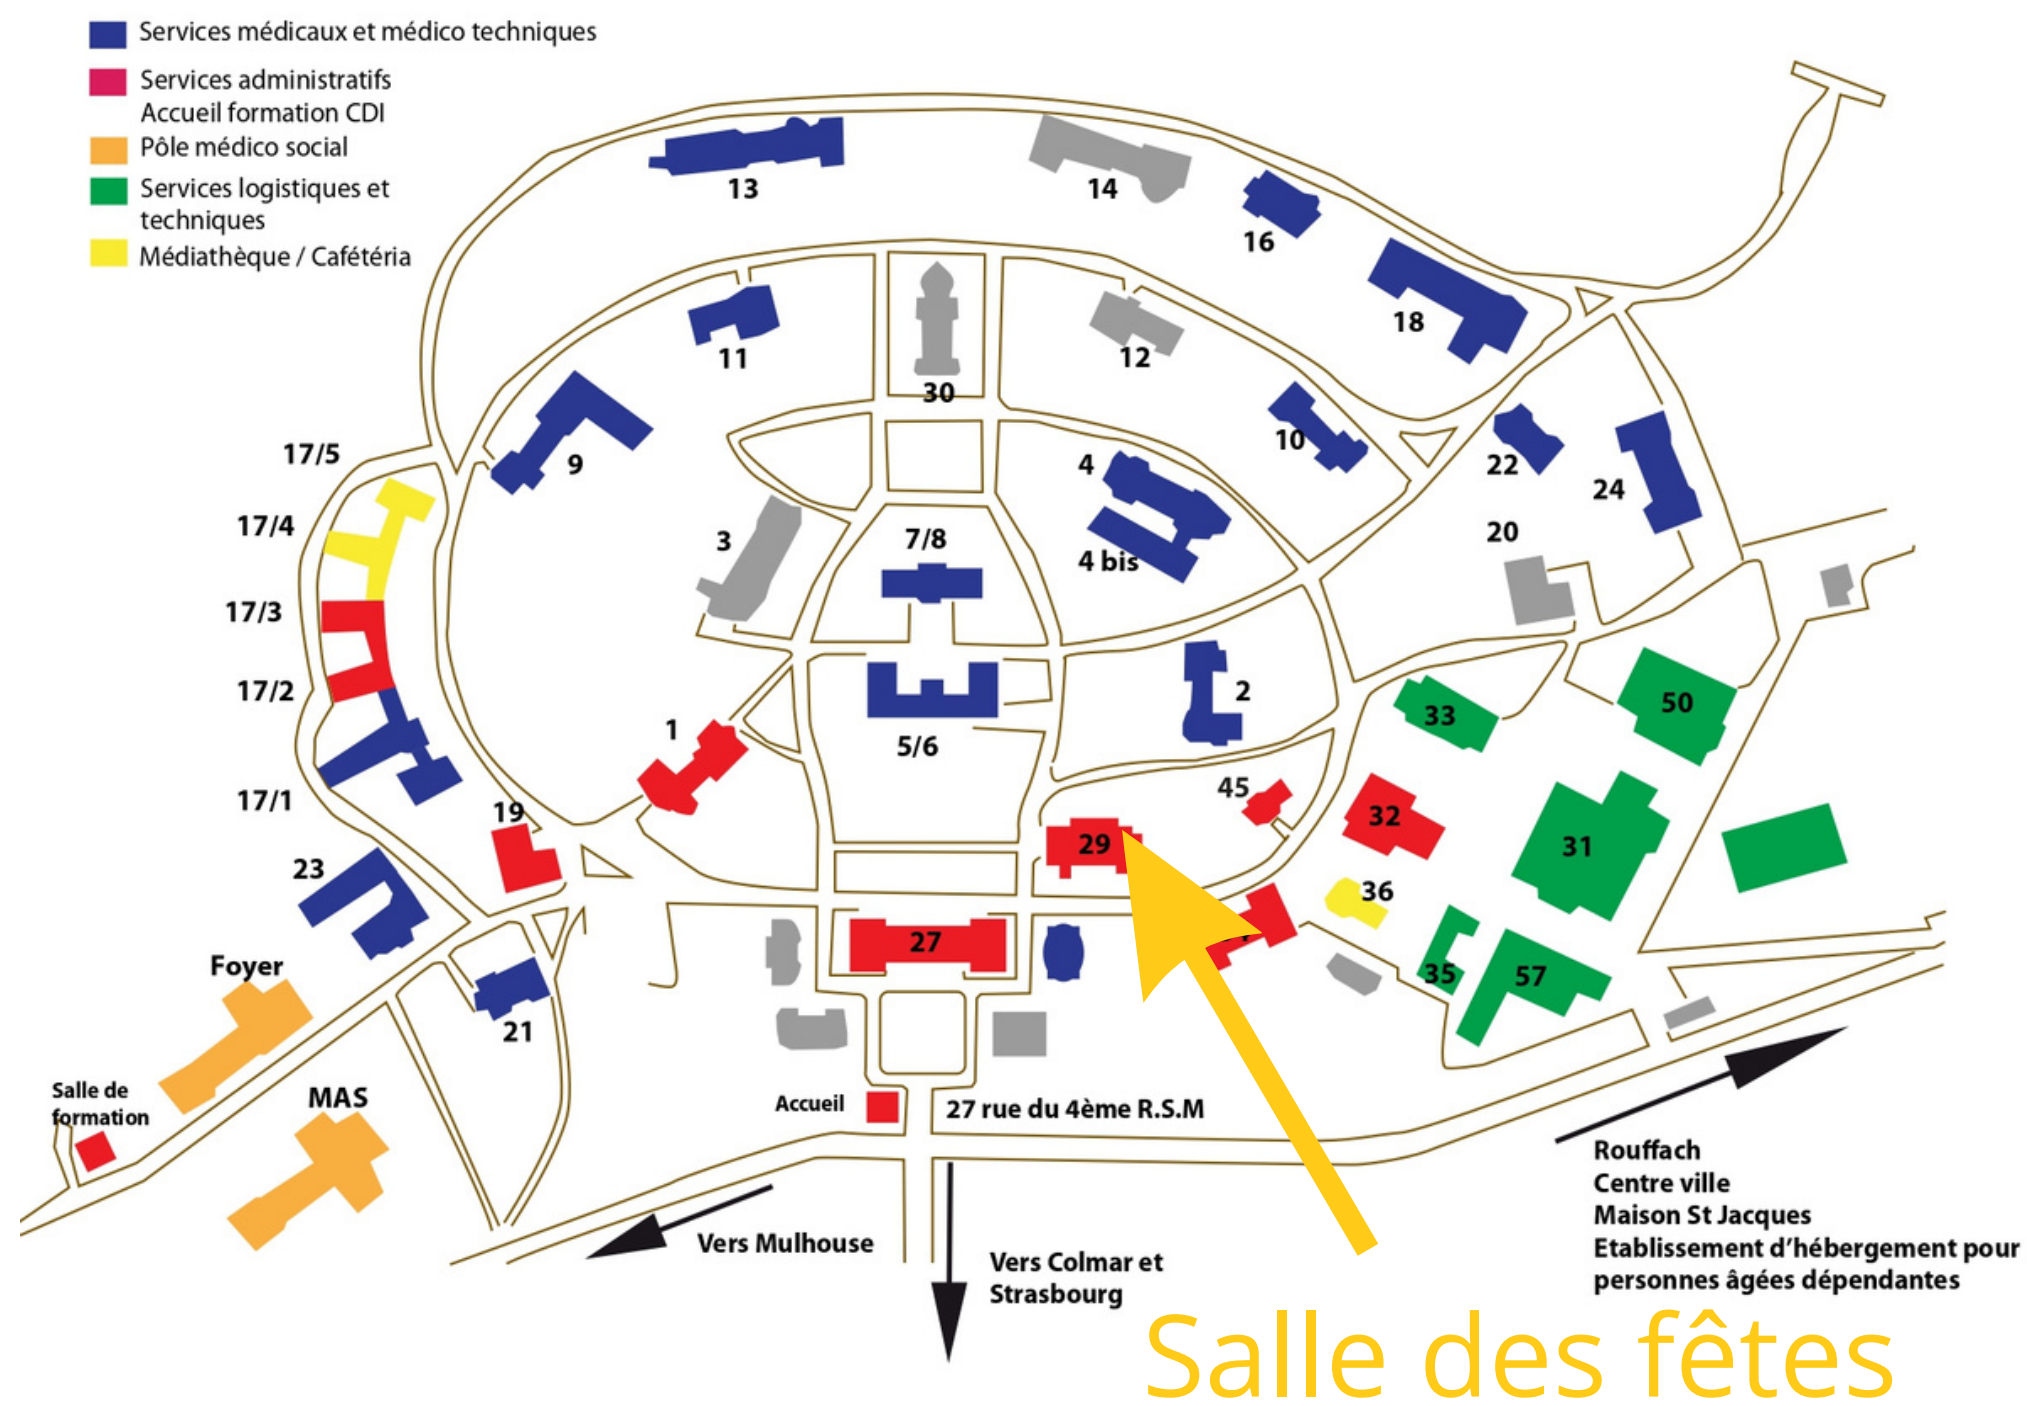 Services médicaux et médico techniques
Services administratifs
Accueil formation CDI
Pôle médico social
Services logistiques et
techniques
Médiathèque / Cafétéria
13
14
16
18
11
30
12
10
9
17/5
17/4
17/3
17/2
17/1
3
7/8
4
4 bis
22
24
20
1
5/6
2
33
50
45
32
31
19
29
23
36
27
35
57
21
Foyer
Salle de
formation
MAS
Accueil
27 rue du 4ème R.S.M
Vers Mulhouse
Vers Colmar et
Strasbourg
Rouffach
Centre ville
Maison St Jacques
Etablissement d'hébergement pour
personnes âgées dépendantes
Salle des fêtes